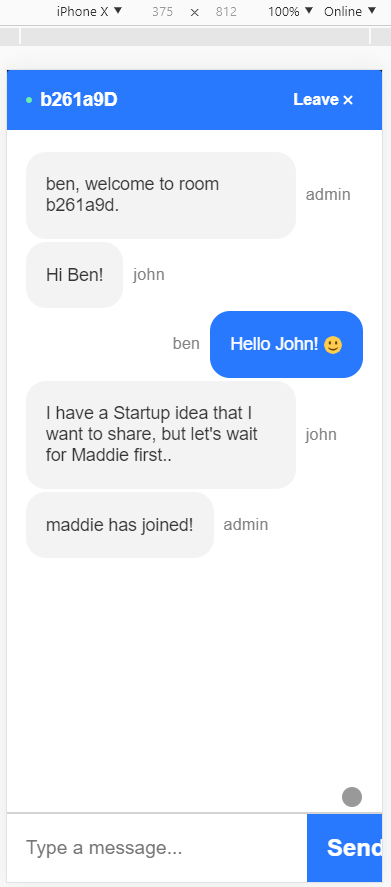 iPhone X ▼ 375 × 812 100% ▼ Online ▼
b261a9D Leave ×
ben, welcome to room
b261a9d.
admin
Hi Ben!
john
ben
Hello John! 🙂
I have a Startup idea that I
want to share, but let's wait
for Maddie first..
john
maddie has joined!
admin
Type a message...
Send